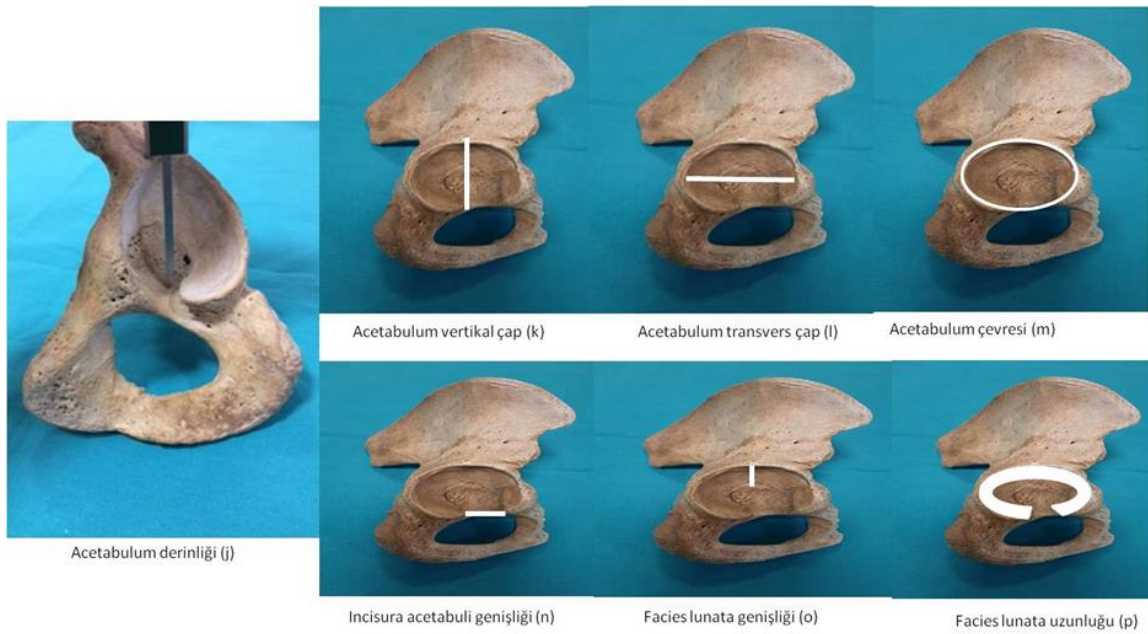 Acetabulum vertikal çap (k)
Acetabulum transvers çap (l)
Acetabulum çevresi (m)
Acetabulum derinliği (j)
Incisura acetabuli genişliği (n)
Facies lunata genişliği (o)
Facies lunata uzunluğu (p)